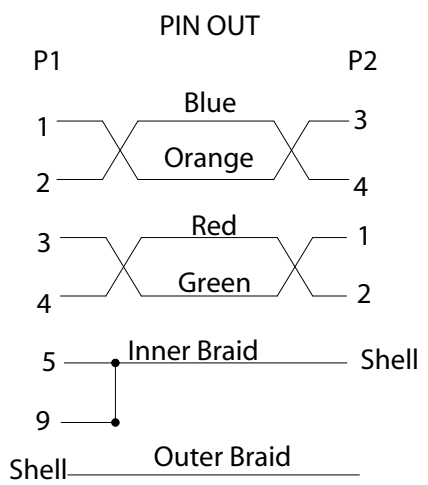 PIN OUT
P1 P2
Blue
1 3
Orange
2 4
Red
3 1
Green
4 2
5 Inner Braid Shell
9
Outer Braid
Shell